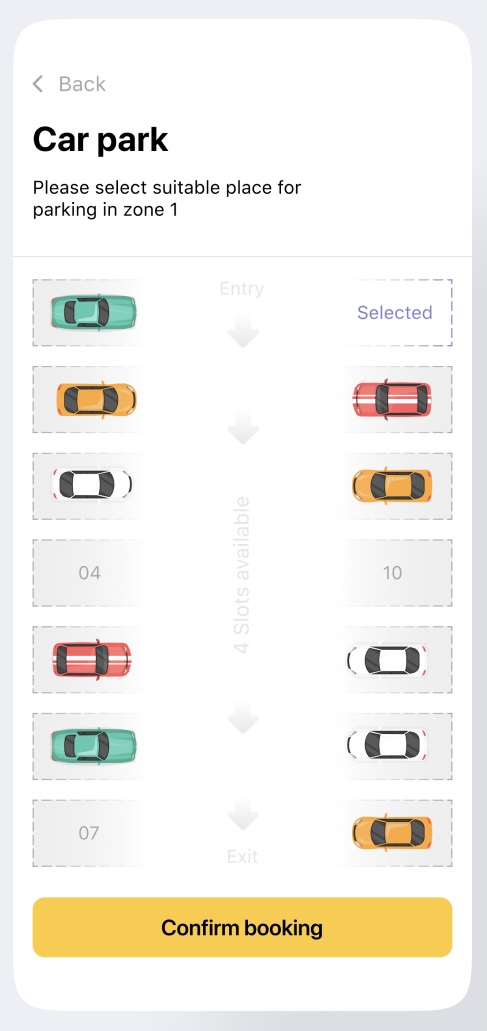 Back
Car park
Please select suitable place for
parking in zone 1
Entry
Selected
4 Slots available
04
10
07
Exit
Confirm booking